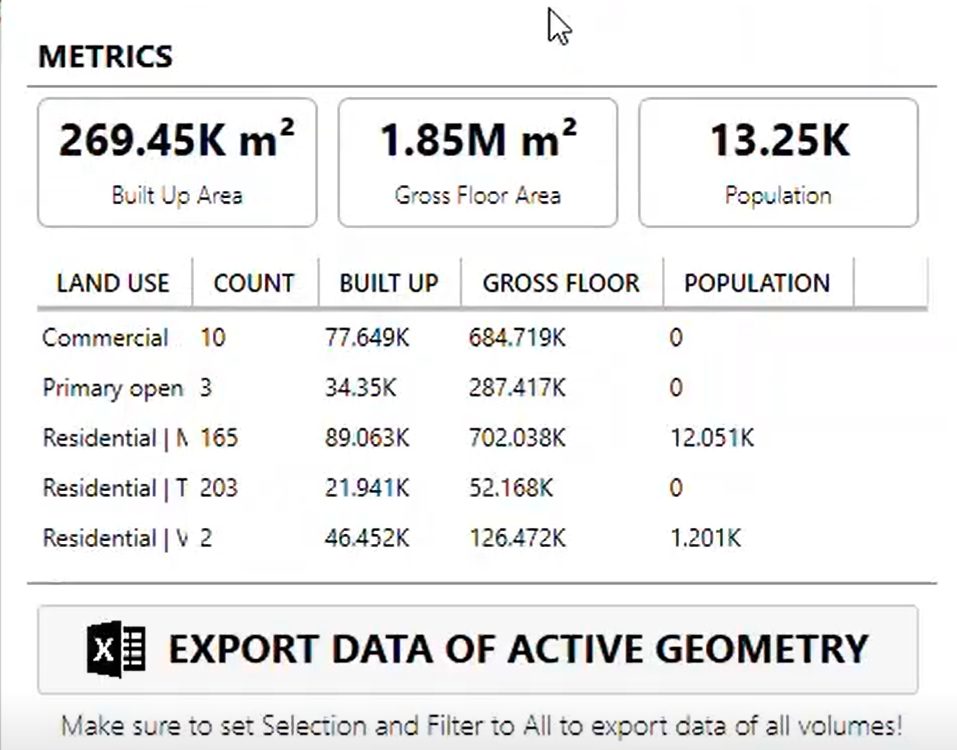 METRICS
269.45K m² 1.85M m² 13.25K
Built Up Area Gross Floor Area Population
LAND USE COUNT BUILT UP GROSS FLOOR POPULATION
Commercial 10 77.649K 684.719K 0
Primary open 3 34.35K 287.417K 0
Residential | 165 89.063K 702.038K 12.051K
Residential | T 203 21.941K 52.168K 0
Residential | 2 46.452K 126.472K 1.201K
EXPORT DATA OF ACTIVE GEOMETRY
Make sure to set Selection and Filter to All to export data of all volumes!